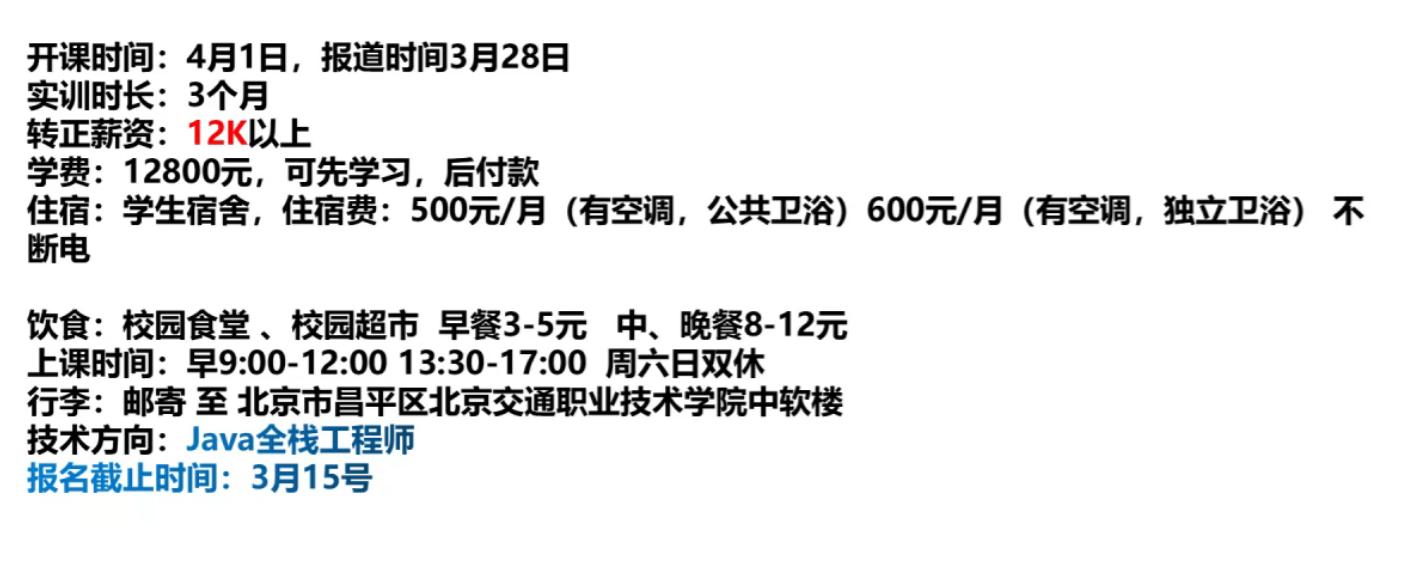 开课时间：4月1日，报道时间3月28日
实训时长：3个月
转正薪资：12K以上
学费：12800元，可先学习，后付款
住宿：学生宿舍，住宿费：500元/月（有空调，公共卫浴）600元/月（有空调，独立卫浴） 不
断电
饮食：校园食堂 、校园超市  早餐3-5元   中、晚餐8-12元
上课时间：早9:00-12:00 13:30-17:00  周六日双休
行李：邮寄 至 北京市昌平区北京交通职业技术学院中软楼
技术方向：Java全栈工程师
报名截止时间：3月15号